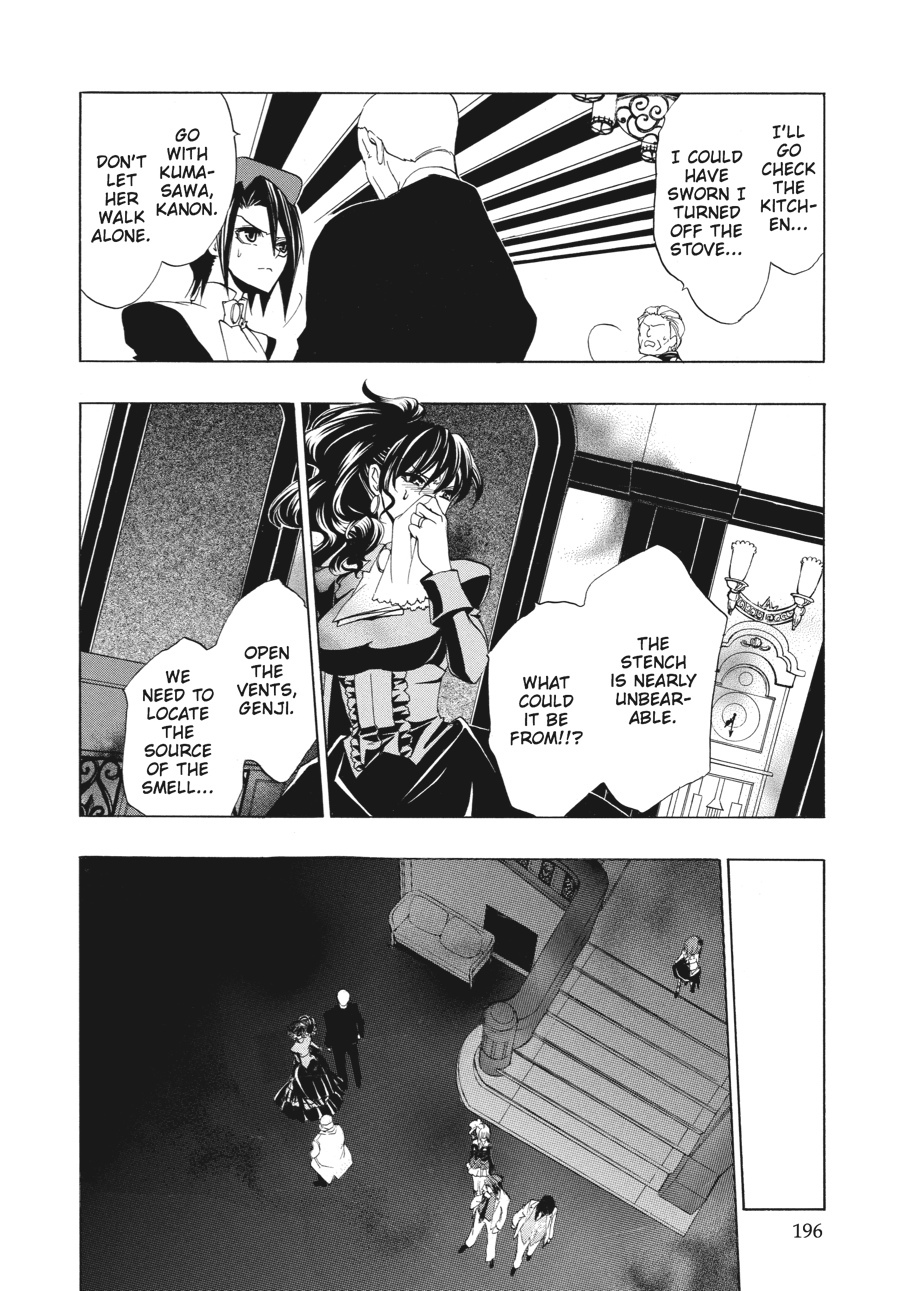 I'LL
GO
CHECK
THE
KITCH-
EN...
I COULD
HAVE
SWORN I
TURNED
OFF THE
STOVE...
GO
WITH
KUMA-
SAWA,
KANON.
DON'T
LET
HER
WALK
ALONE.
THE
STENCH
IS NEARLY
UNBEAR-
ABLE.
WHAT
COULD
IT BE
FROM!!?
OPEN
THE
VENTS,
GENJI.
WE
NEED TO
LOCATE
THE
SOURCE
OF THE
SMELL...
196